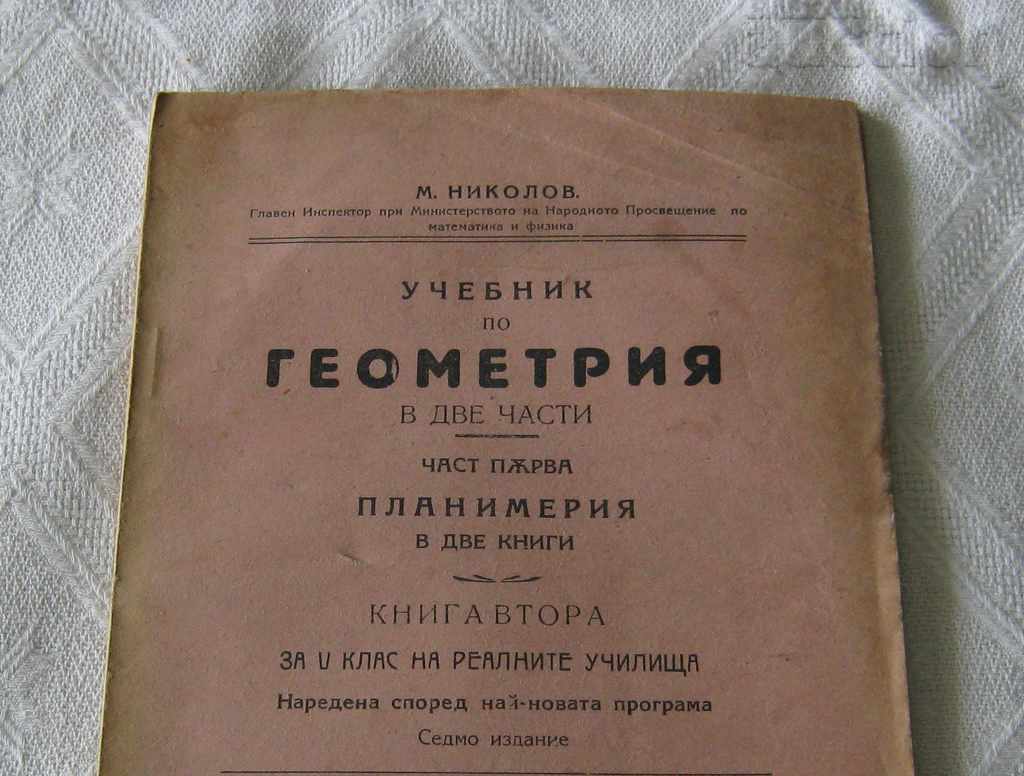 М. НИКОЛОВ.
Главен Инспектор при Министерството на Народното Просвещение по
математика и физика
УЧЕБНИК
ПО
ГЕОМЕТРИЯ
В ДВЕ ЧАСТИ
ЧАСТ ПѪРВА
ПЛАНИМЕРИЯ
В ДВЕ КНИГИ
КНИГА ВТОРА
ЗА V КЛАС НА РЕАЛНИТЕ УЧИЛИЩА
Наредена според най-новата програма
Седмо издание